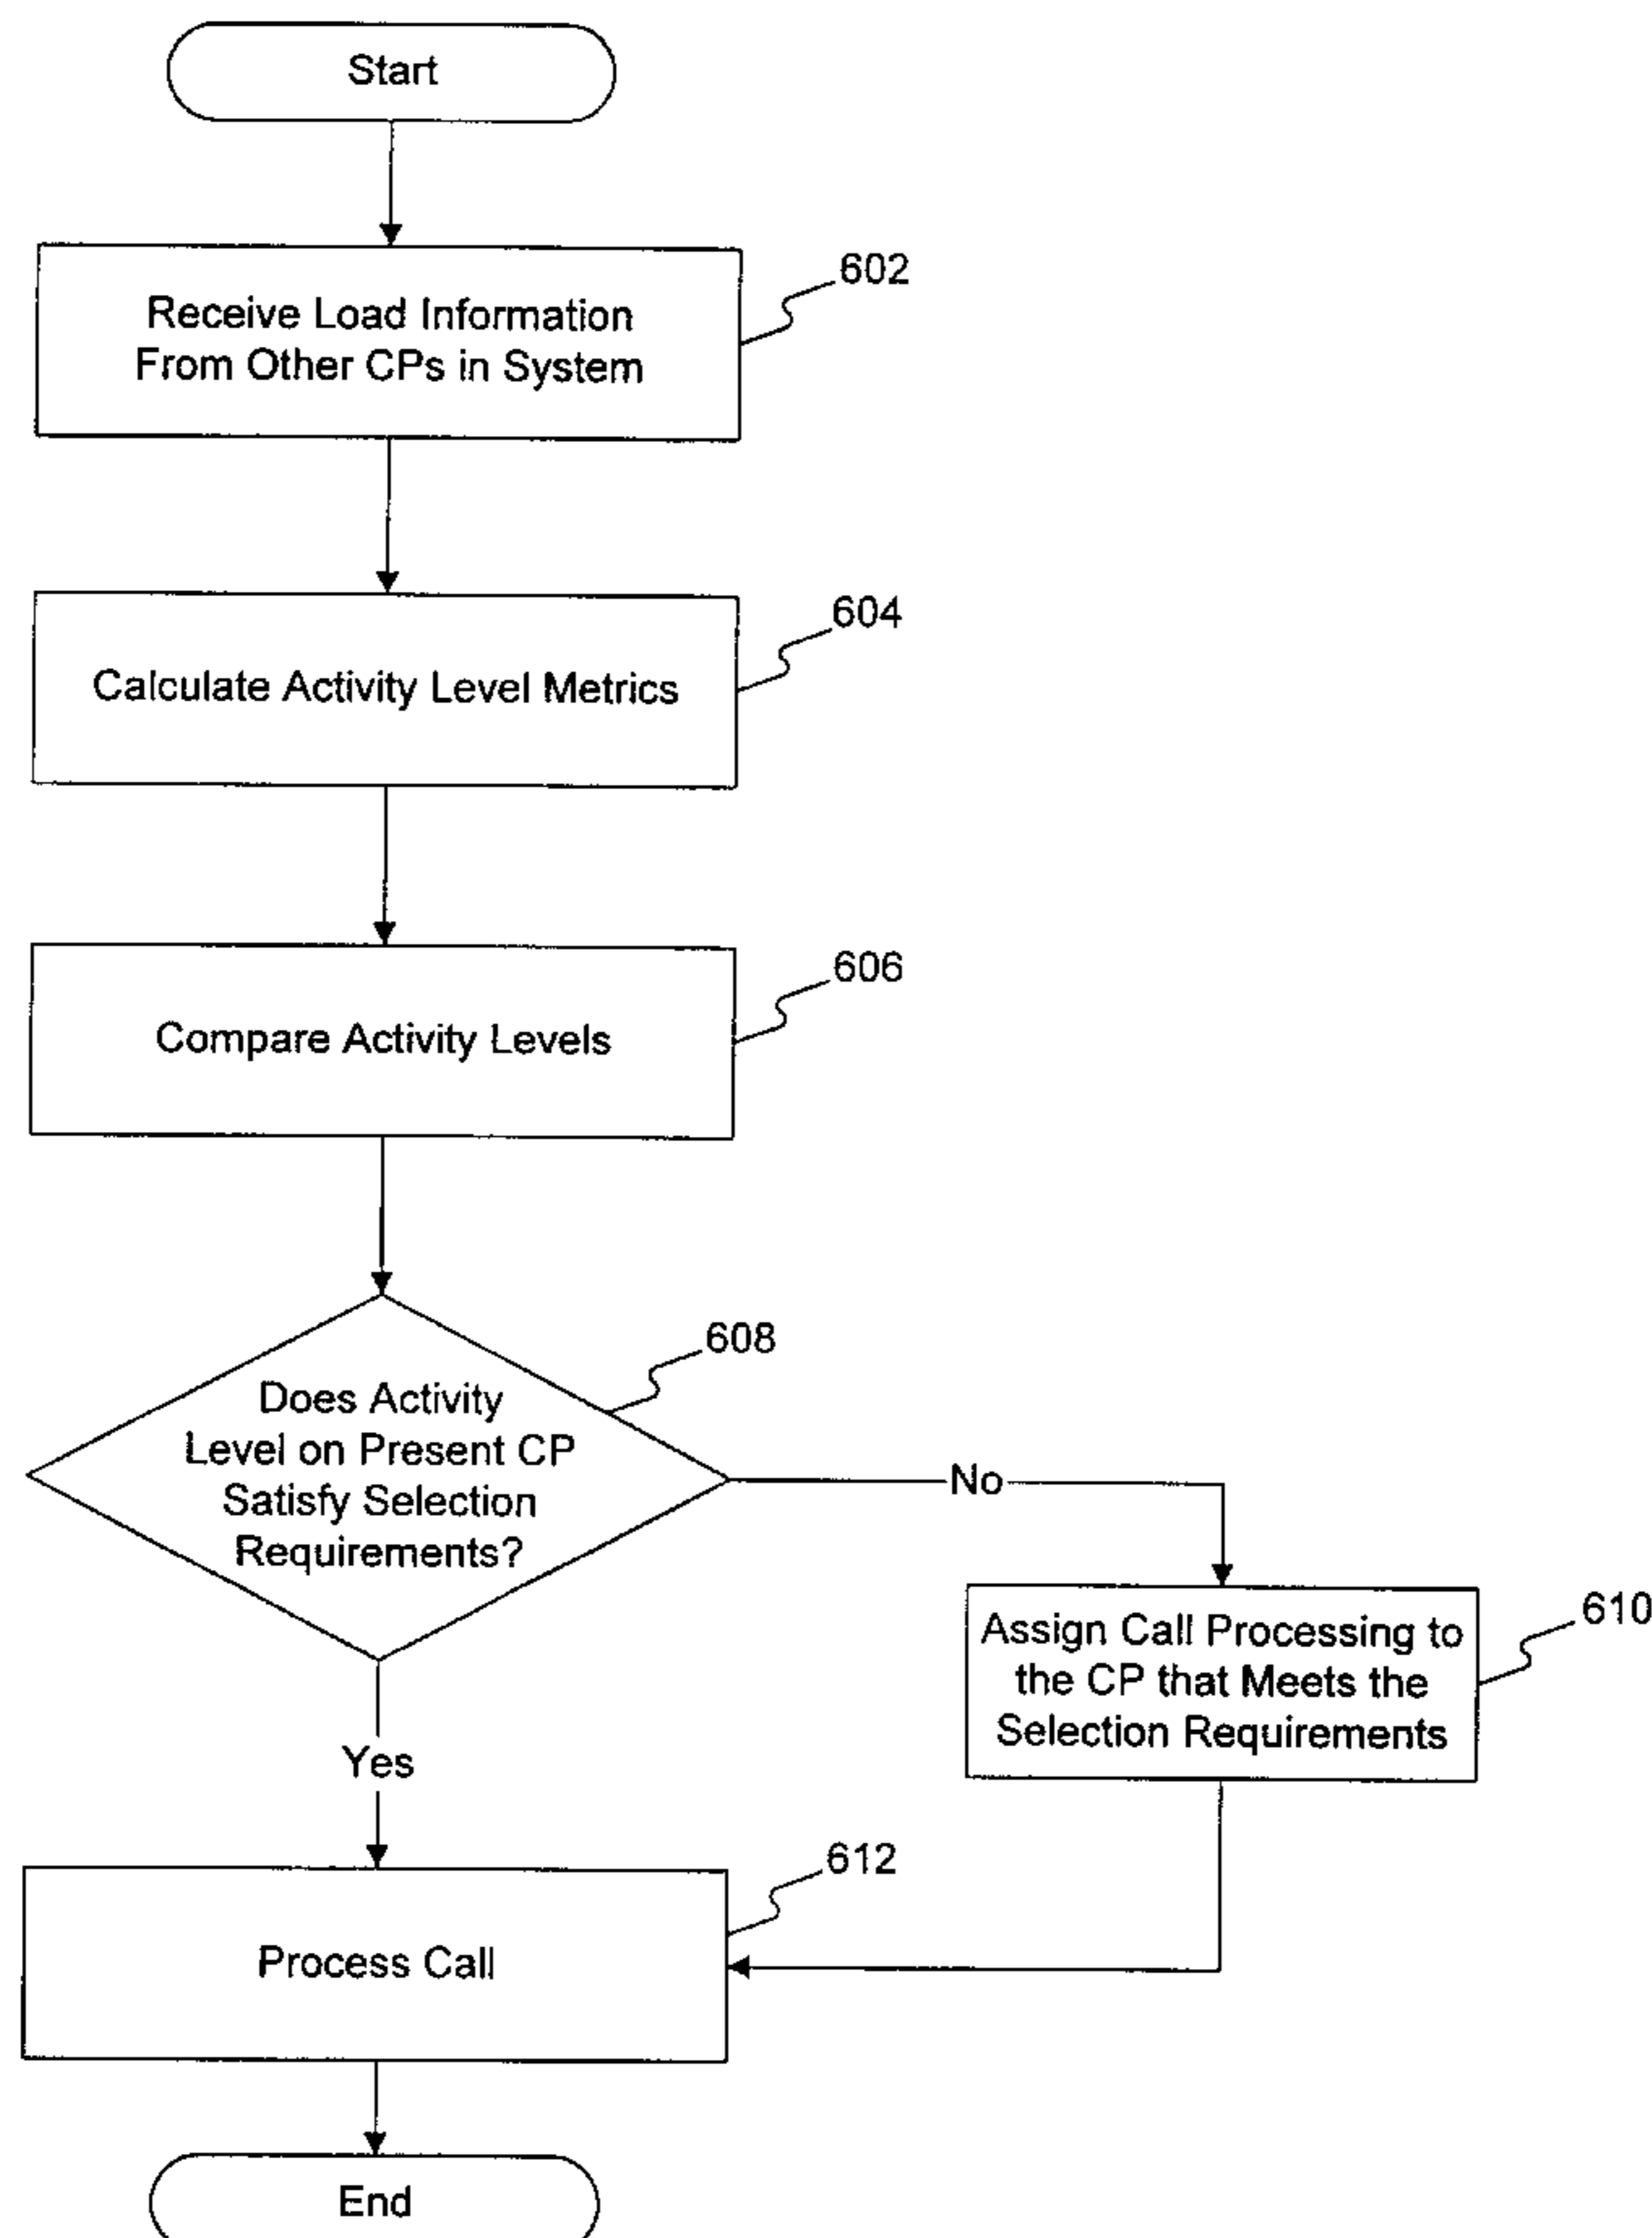 Start
602
Receive Load Information
From Other CPs in System
604
Calculate Activity Level Metrics
606
Compare Activity Levels
608
Does Activity
Level on Present CP
Satisfy Selection
Requirements?
No
610
Assign Call Processing to
the CP that Meets the
Selection Requirements
Yes
612
Process Call
End